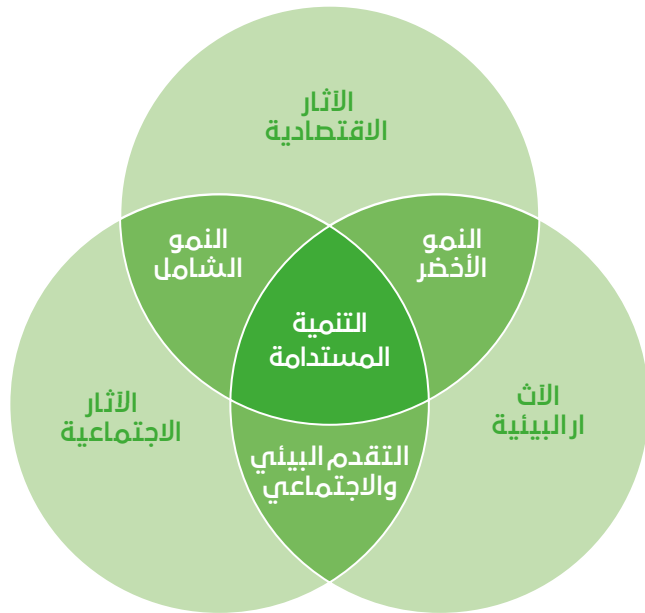 الآثار
الاقتصادية
النمو
الأخضر
النمو
الشامل
التنمية
المستدامة
الآث
ار البيئية
الآثار
الاجتماعية
التقدم البيئي
والاجتماعي